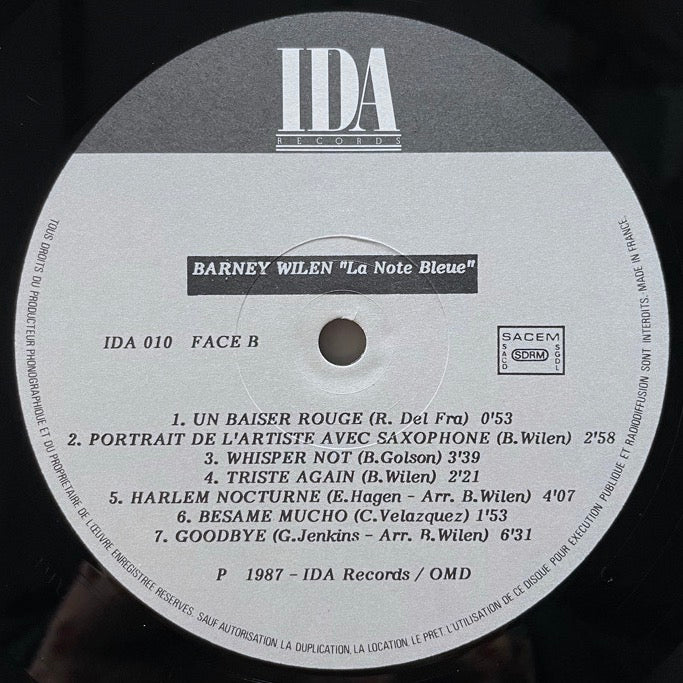 IDA
RECORDS
BARNEY WILEN "La Note Bleue"
IDA 010 FACE B
SACEM
SACD
SDRM
SGDL
1. UN BAISER ROUGE (R. Del Fra) 0'53
2. PORTRAIT DE L'ARTISTE AVEC SAXOPHONE (B.Wilen) 2'58
3. WHISPER NOT (B.Golson) 3'39
4. TRISTE AGAIN (B.Wilen) 2'21
5. HARLEM NOCTURNE (E.Hagen - Arr. B.Wilen) 4'07
6. BESAME MUCHO (C.Velazquez) 1'53
7. GOODBYE (G.Jenkins - Arr. B.Wilen) 6'31
P 1987 - IDA Records / OMD
TOUS DROITS DU PRODUCTEUR PHONOGRAPHIQUE ET DU PROPRIETAIRE DE L'ŒUVRE ENREGISTREE RESERVES. SAUF AUTORISATION, LA DUPLICATION, LA LOCATION, LE PRET, L'UTILISATION DE CE DISQUE POUR EXECUTION PUBLIQUE ET RADIODIFFUSION SONT INTERDITS. MADE IN FRANCE.